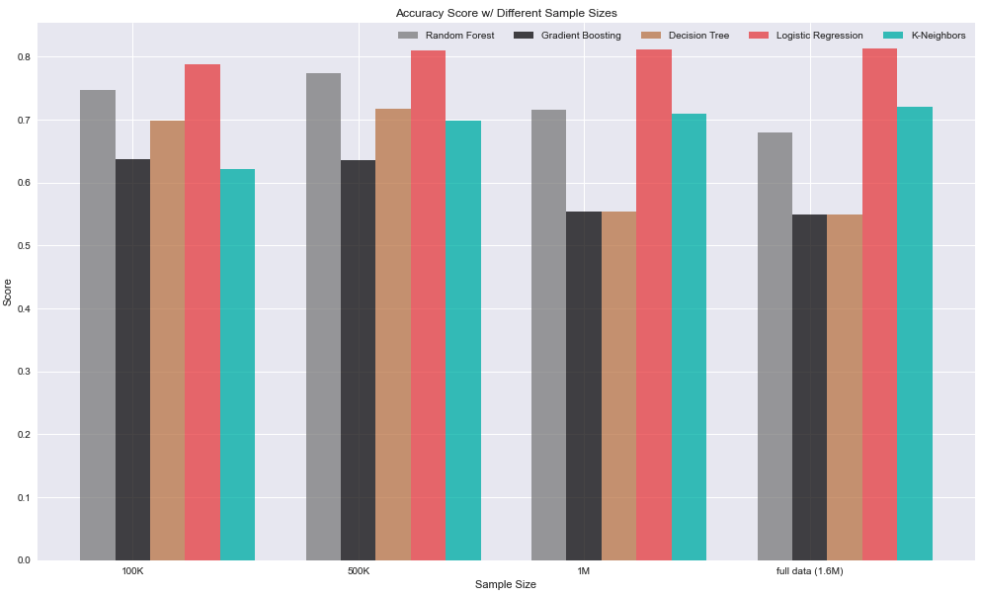 Accuracy Score w/ Different Sample Sizes
Random Forest Gradient Boosting Decision Tree Logistic Regression K-Neighbors
0.8
0.7
0.6
0.5
0.4
0.3
0.2
0.1
0.0
Score
100K 500K 1M full data (1.6M)
Sample Size